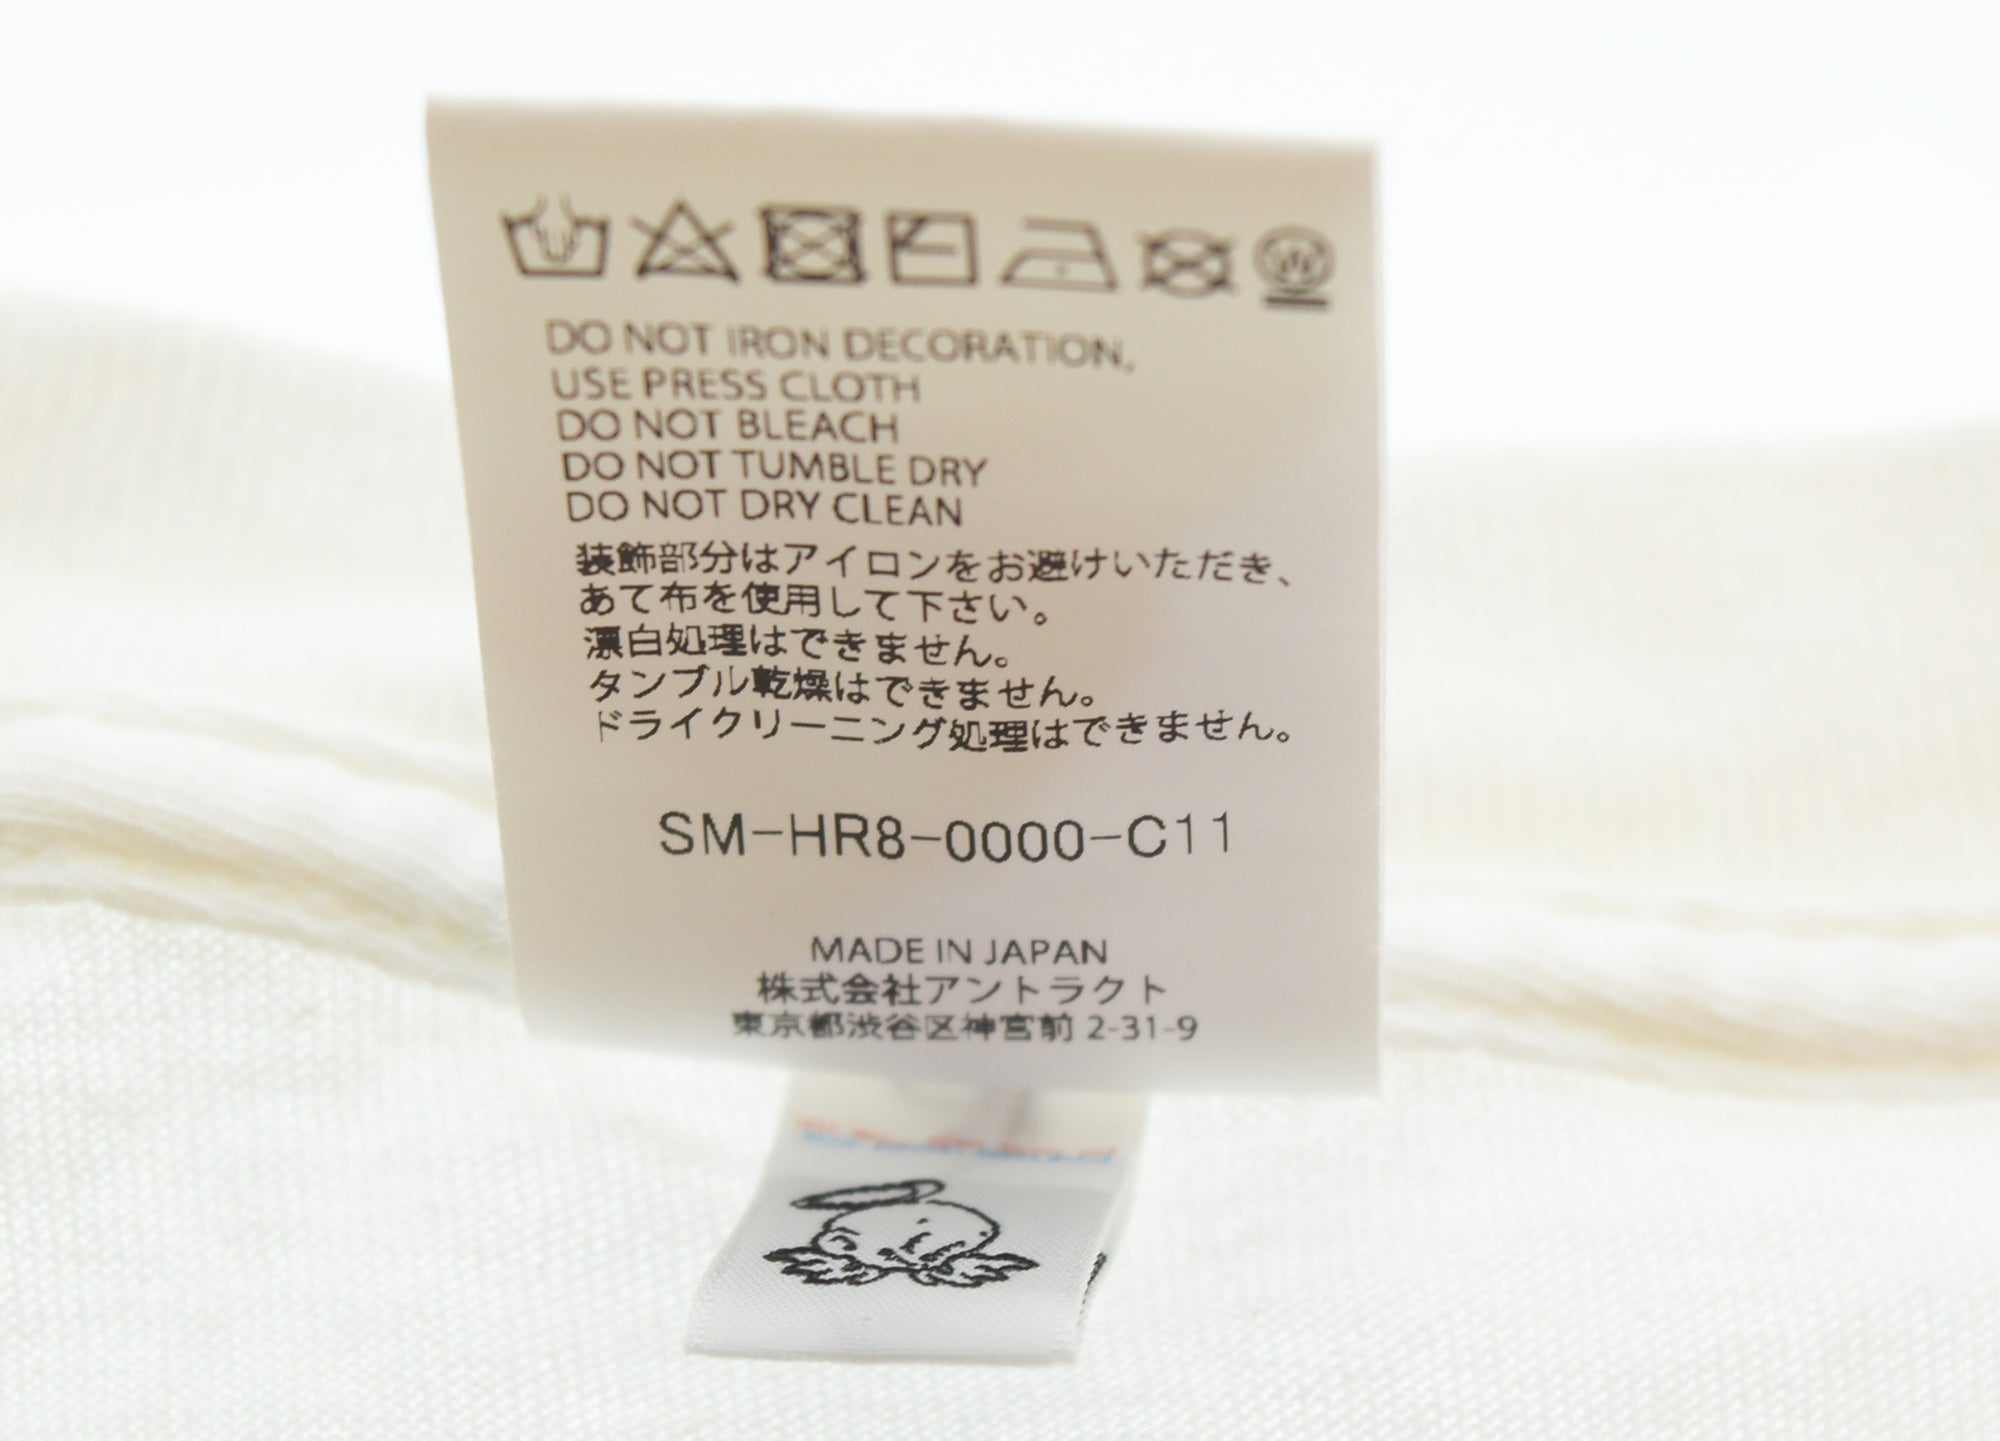 DO NOT IRON DECORATION,
USE PRESS CLOTH
DO NOT BLEACH
DO NOT TUMBLE DRY
DO NOT DRY CLEAN
装飾部分はアイロンをお避けいただき、
あて布を使用して下さい。
漂白処理はできません。
タンブル乾燥はできません。
ドライクリーニング処理はできません。
SM-HR8-0000-C11
MADE IN JAPAN
株式会社アントラクト
東京都渋谷区神宮前 2-31-9